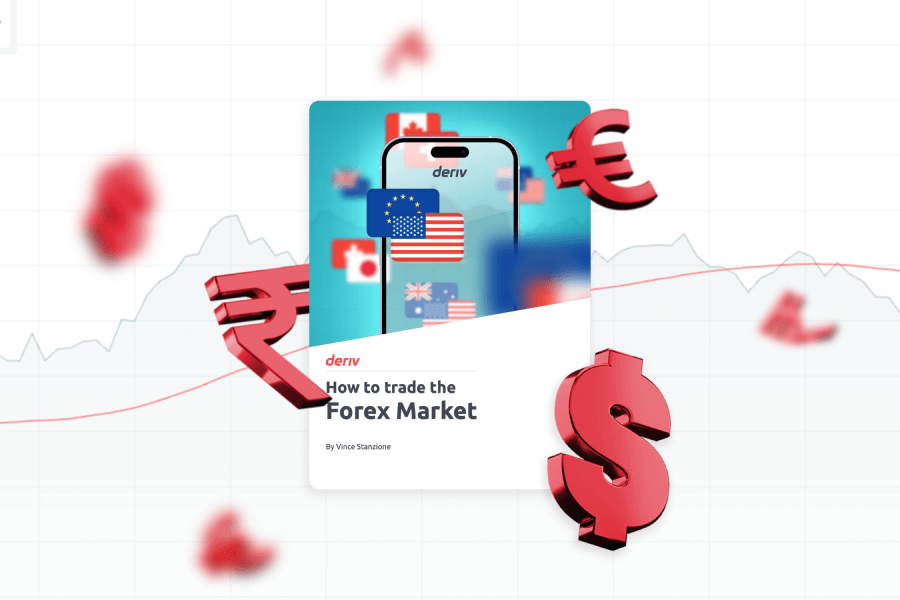 deriv
deriv
How to trade the
Forex Market
By Vince Stanzione